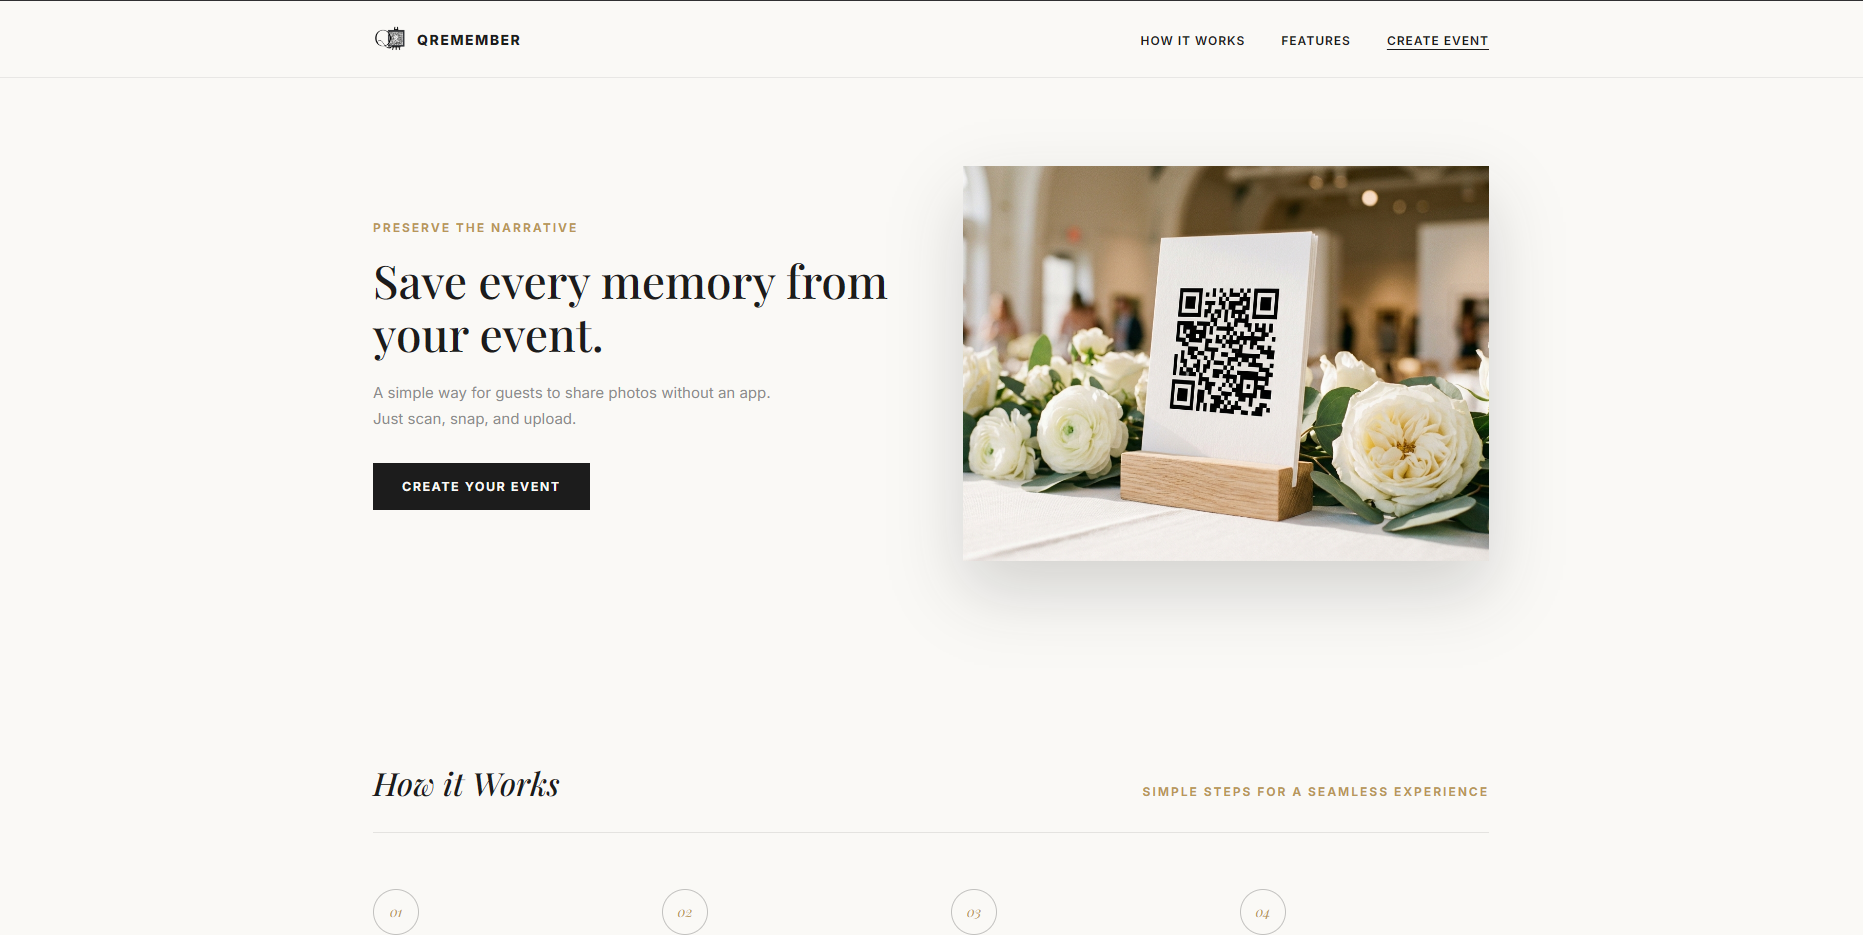 QREMEMBER
HOW IT WORKS
FEATURES
CREATE EVENT
PRESERVE THE NARRATIVE
Save every memory from
your event.
A simple way for guests to share photos without an app.
Just scan, snap, and upload.
CREATE YOUR EVENT
How it Works
SIMPLE STEPS FOR A SEAMLESS EXPERIENCE
01
02
03
04